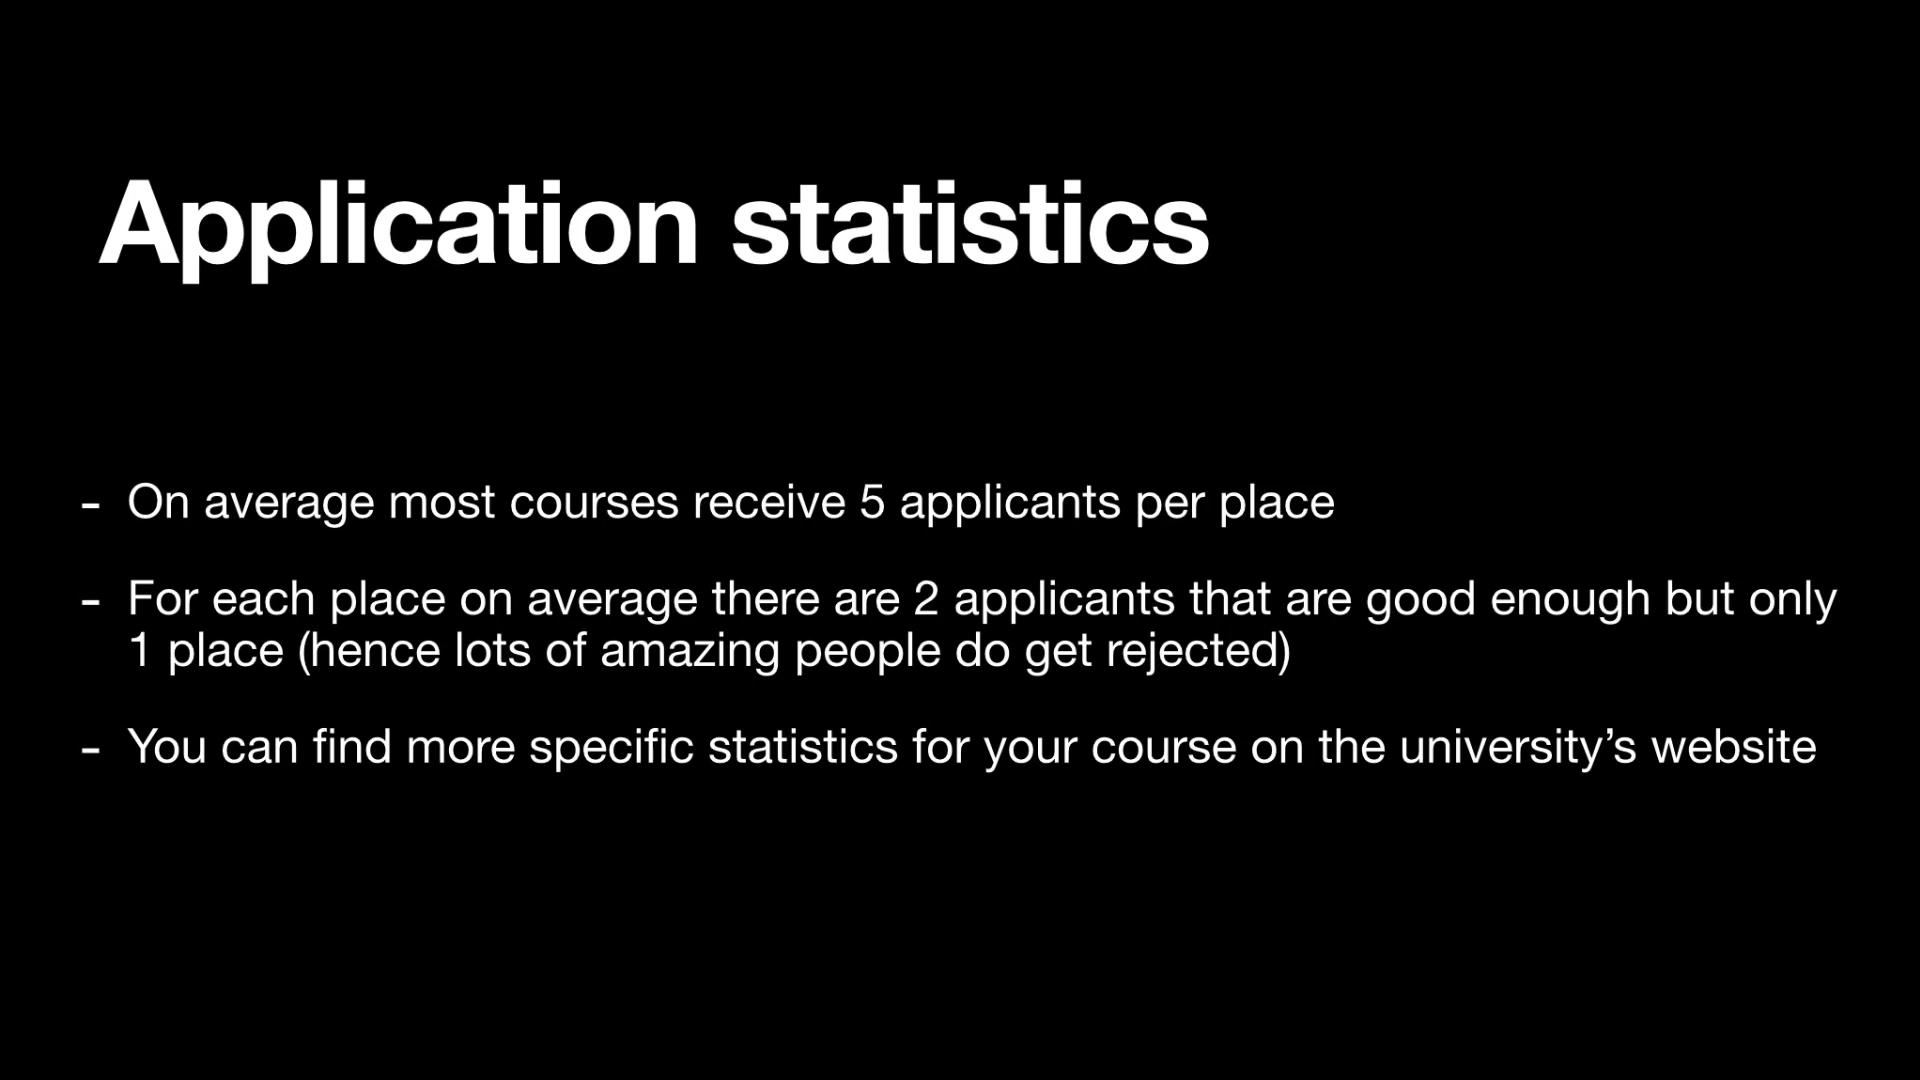 Application statistics
- On average most courses receive 5 applicants per place
- For each place on average there are 2 applicants that are good enough but only
1 place (hence lots of amazing people do get rejected)
- You can find more specific statistics for your course on the university’s website